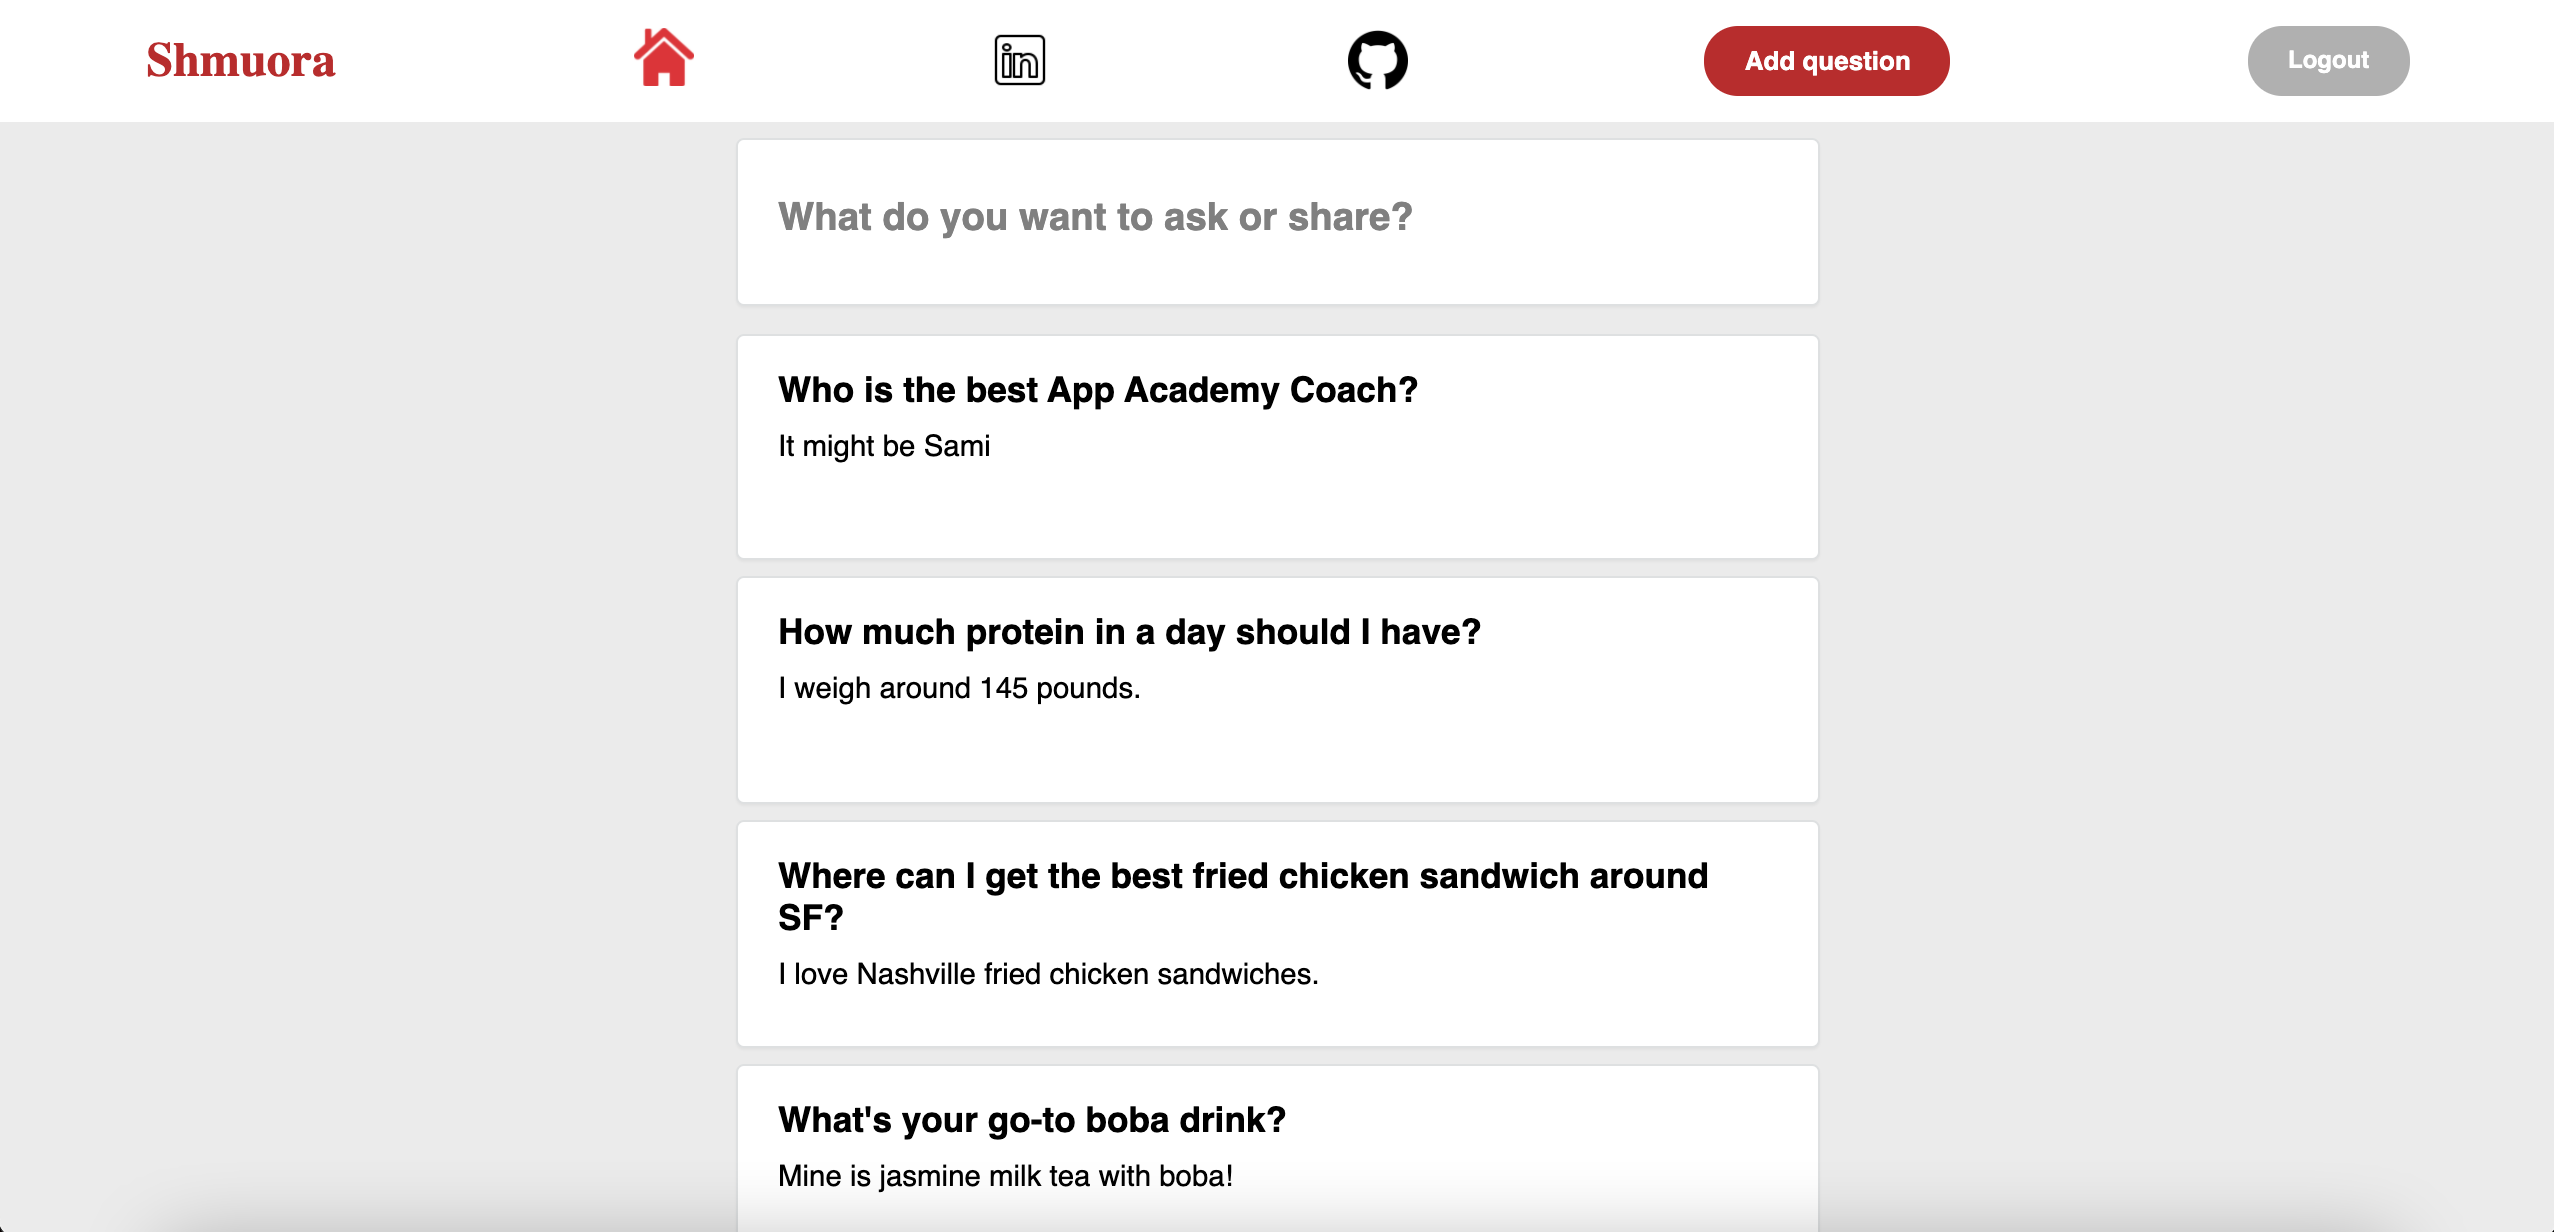 Shmuora
in
Add question
Logout
What do you want to ask or share?
Who is the best App Academy Coach?
It might be Sami
How much protein in a day should I have?
I weigh around 145 pounds.
Where can I get the best fried chicken sandwich around
SF?
I love Nashville fried chicken sandwiches.
What's your go-to boba drink?
Mine is jasmine milk tea with boba!